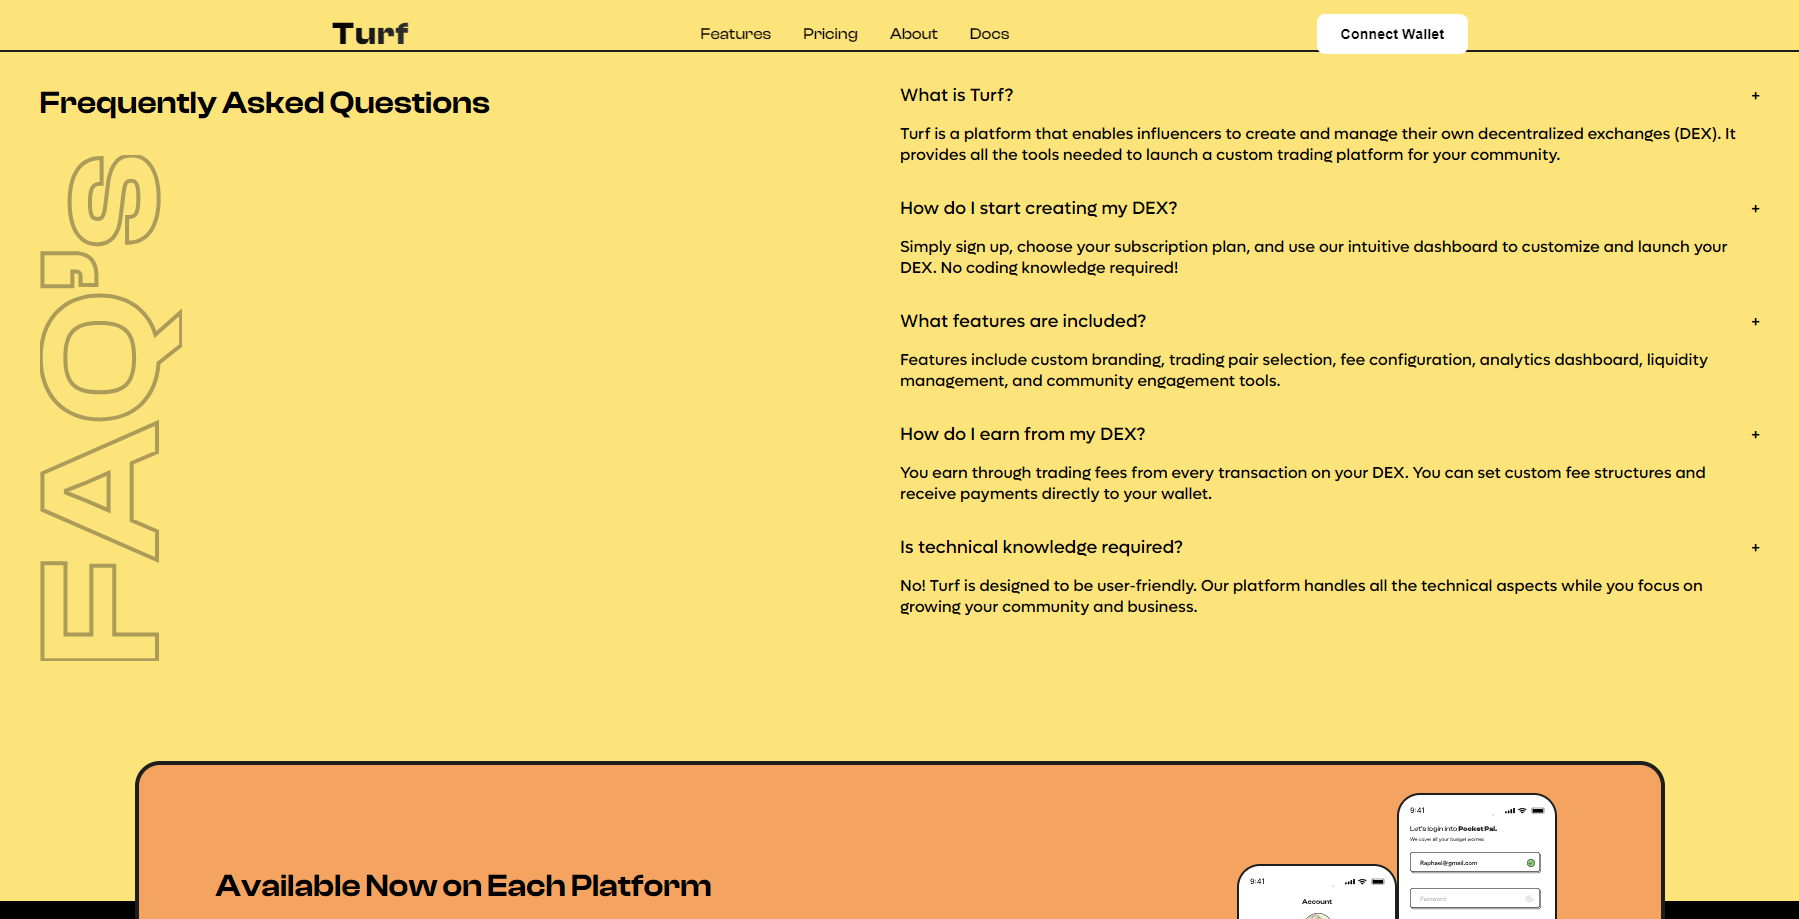 Turf
Features Pricing About Docs
Connect Wallet
Frequently Asked Questions
FAQ's
What is Turf? +
Turf is a platform that enables influencers to create and manage their own decentralized exchanges (DEX). It
provides all the tools needed to launch a custom trading platform for your community.
How do I start creating my DEX? +
Simply sign up, choose your subscription plan, and use our intuitive dashboard to customize and launch your
DEX. No coding knowledge required!
What features are included? +
Features include custom branding, trading pair selection, fee configuration, analytics dashboard, liquidity
management, and community engagement tools.
How do I earn from my DEX? +
You earn through trading fees from every transaction on your DEX. You can set custom fee structures and
receive payments directly to your wallet.
Is technical knowledge required? +
No! Turf is designed to be user-friendly. Our platform handles all the technical aspects while you focus on
growing your community and business.
Available Now on Each Platform
9:41
Account
9:41
Let's login into Pocket Pal.
We cover all your budget worries
Raphael@gmail.com
Password